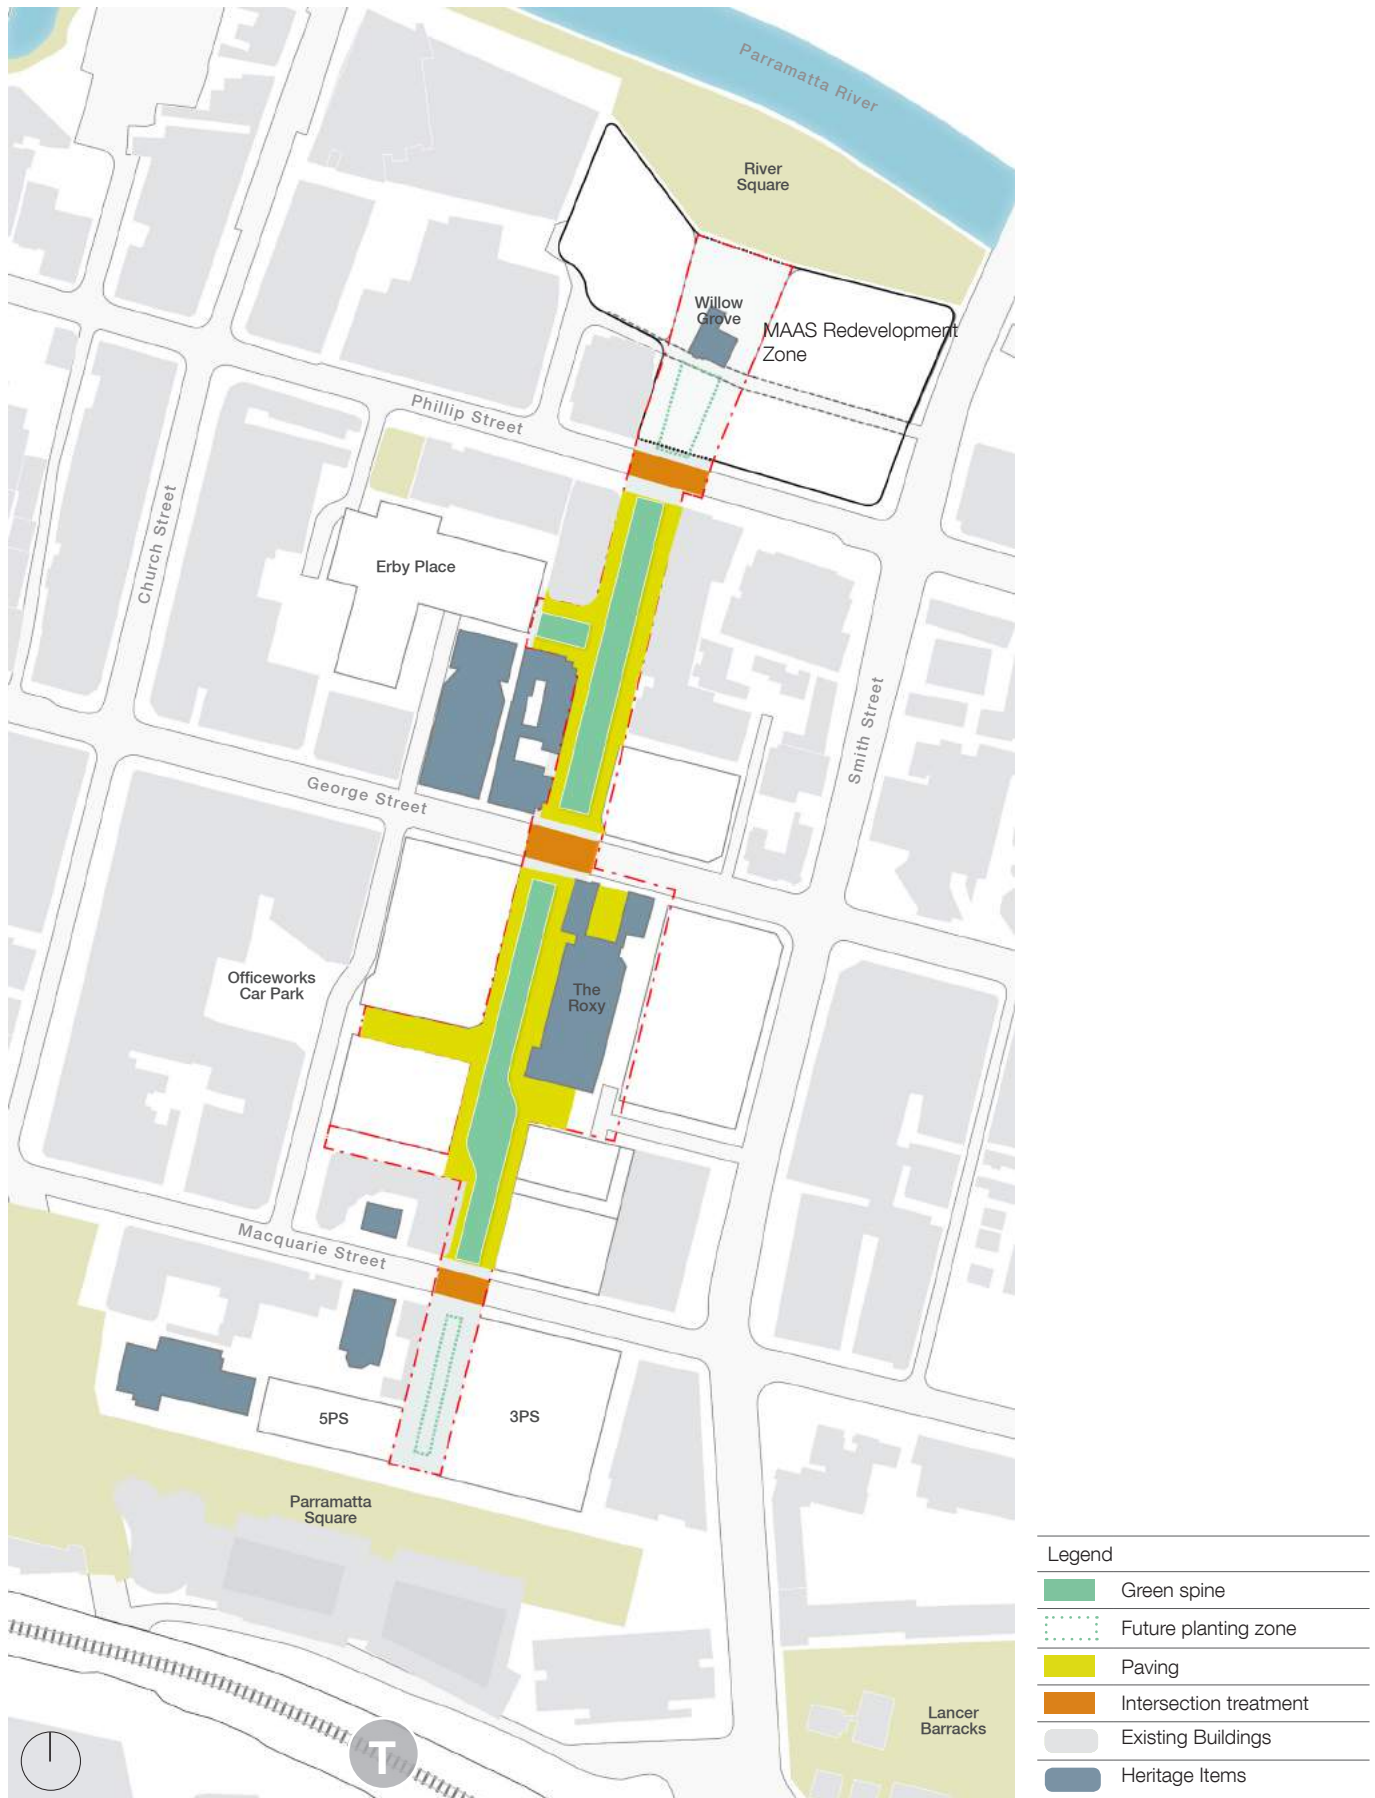 Parramatta River
River
Square
Willow
Grove
MAAS Redevelopment
Zone
Phillip Street
Church Street
Erby Place
Smith Street
George Street
Officeworks
Car Park
The
Roxy
Macquarie Street
5PS
3PS
Parramatta
Square
Lancer
Barracks
T
Legend
Green spine
Future planting zone
Paving
Intersection treatment
Existing Buildings
Heritage Items